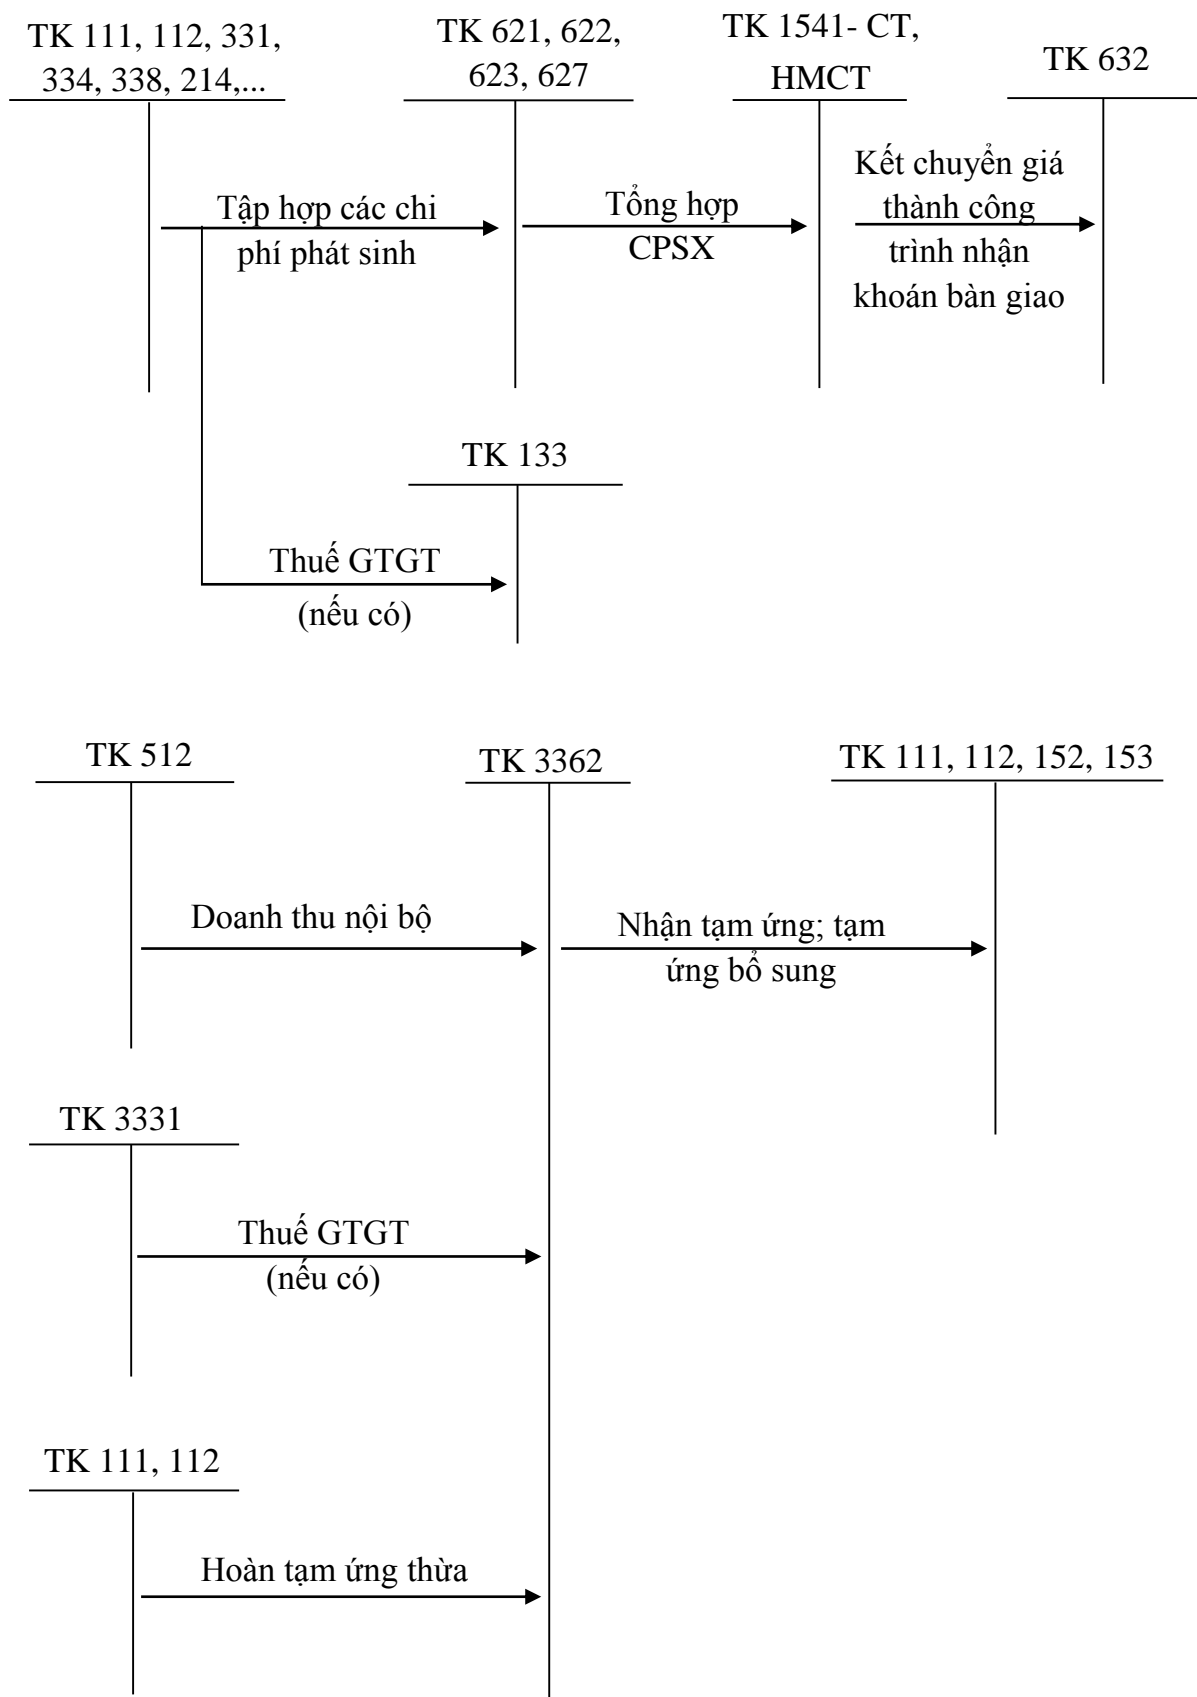 TK 111, 112, 331,
334, 338, 214,...
TK 621, 622,
623, 627
TK 1541- CT,
HMCT
TK 632
Tập hợp các chi
phí phát sinh
Tổng hợp
CPSX
Kết chuyển giá
thành công
trình nhận
khoán bàn giao
TK 133
Thuế GTGT
(nếu có)
TK 512
TK 3362
TK 111, 112, 152, 153
Doanh thu nội bộ
Nhận tạm ứng; tạm
ứng bổ sung
TK 3331
Thuế GTGT
(nếu có)
TK 111, 112
Hoàn tạm ứng thừa